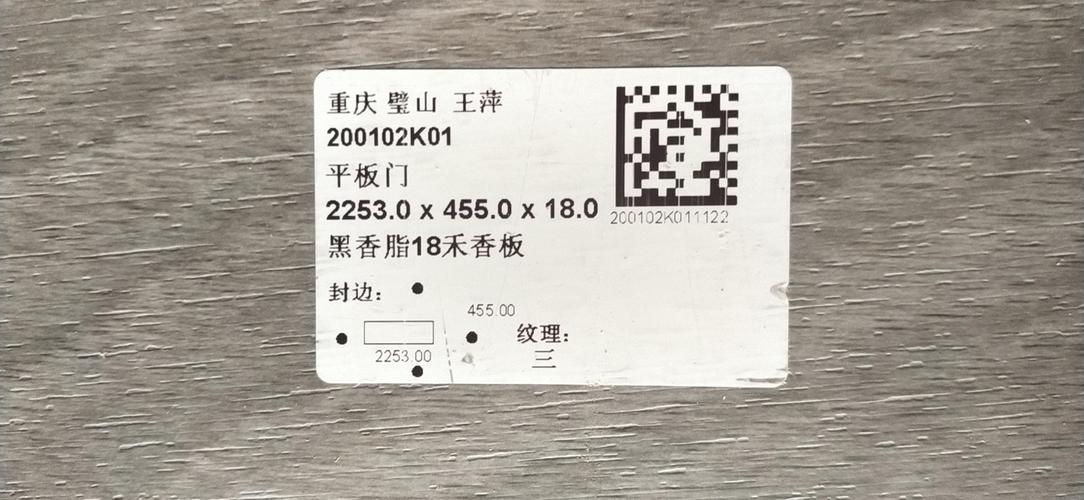 重庆 璧山 王萍
200102K01
平板门
2253.0 x 455.0 x 18.0
200102K011122
黑香脂18禾香板
封边：
455.00
纹理：
2253.00
三